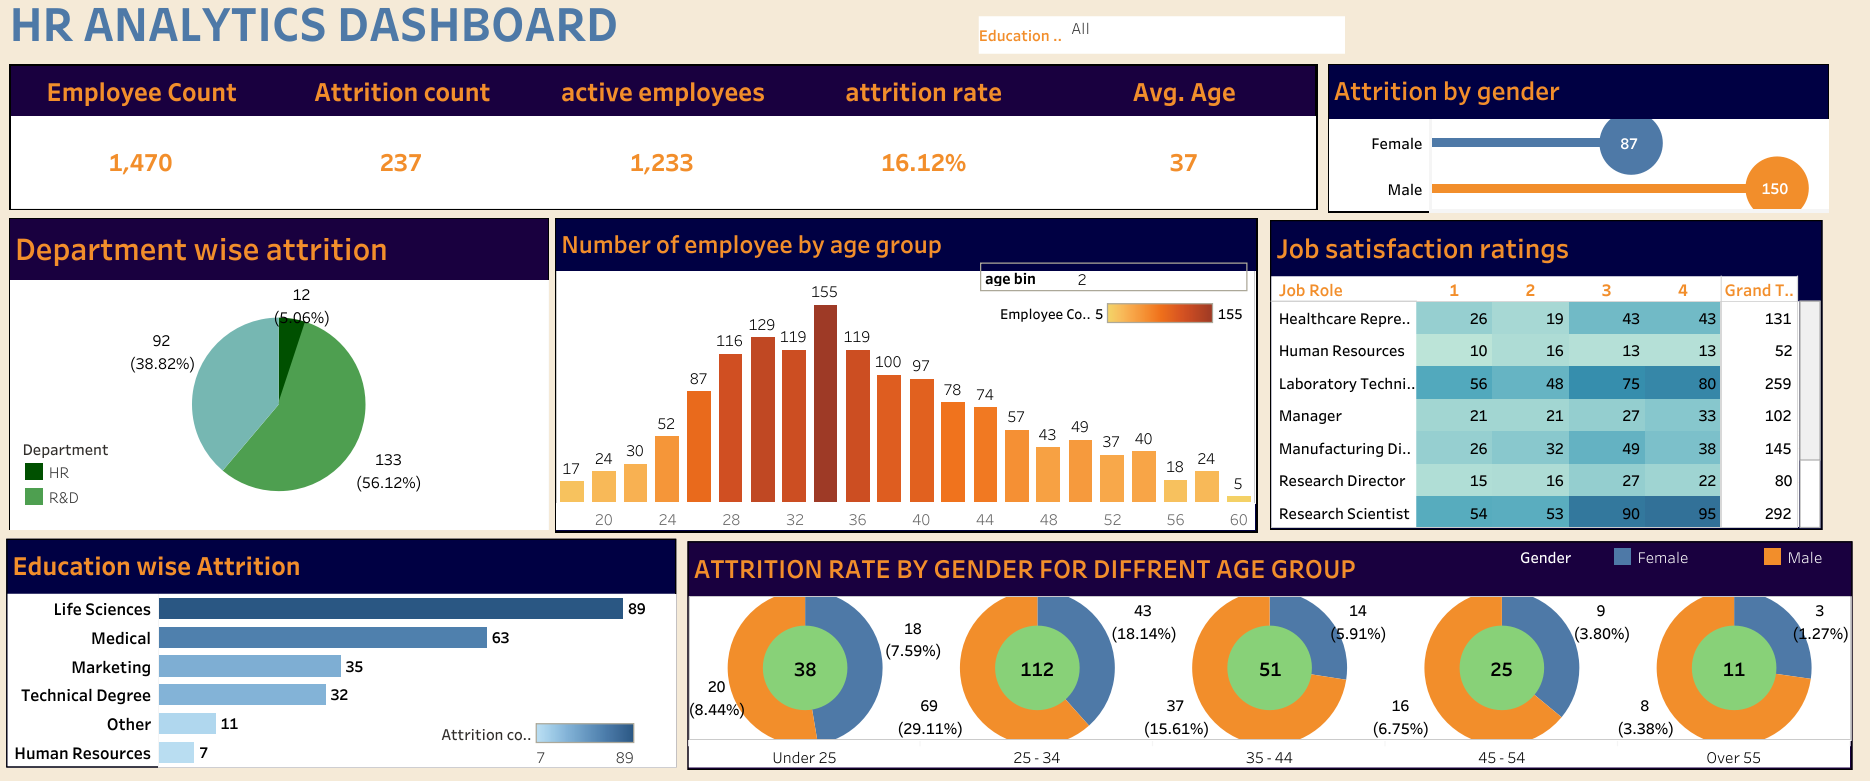 HR ANALYTICS DASHBOARD
Education .. All
Employee Count Attrition count active employees attrition rate Avg. Age
1,470 237 1,233 16.12% 37
Attrition by gender
Female 87
Male 150
Department wise attrition
12
(5.06%)
92
(38.82%)
133
(56.12%)
Department
HR
R&D
Number of employee by age group
age bin 2
Employee Co.. 5 155
17 24 30 52 87 116 129 119 155 119 100 97 78 74 57 43 49 37 40 18 24 5
20 24 28 32 36 40 44 48 52 56 60
Job satisfaction ratings
Job Role 1 2 3 4 Grand T..
Healthcare Repre.. 26 19 43 43 131
Human Resources 10 16 13 13 52
Laboratory Techni.. 56 48 75 80 259
Manager 21 21 27 33 102
Manufacturing Di.. 26 32 49 38 145
Research Director 15 16 27 22 80
Research Scientist 54 53 90 95 292
Education wise Attrition
Life Sciences 89
Medical 63
Marketing 35
Technical Degree 32
Other 11
Human Resources 7
Attrition co..
7 89
ATTRITION RATE BY GENDER FOR DIFFRENT AGE GROUP
Gender Female Male
18
(7.59%)
38
20
(8.44%)
Under 25
43
(18.14%)
112
69
(29.11%)
25 - 34
14
(5.91%)
51
37
(15.61%)
35 - 44
9
(3.80%)
25
16
(6.75%)
45 - 54
3
(1.27%)
11
8
(3.38%)
Over 55